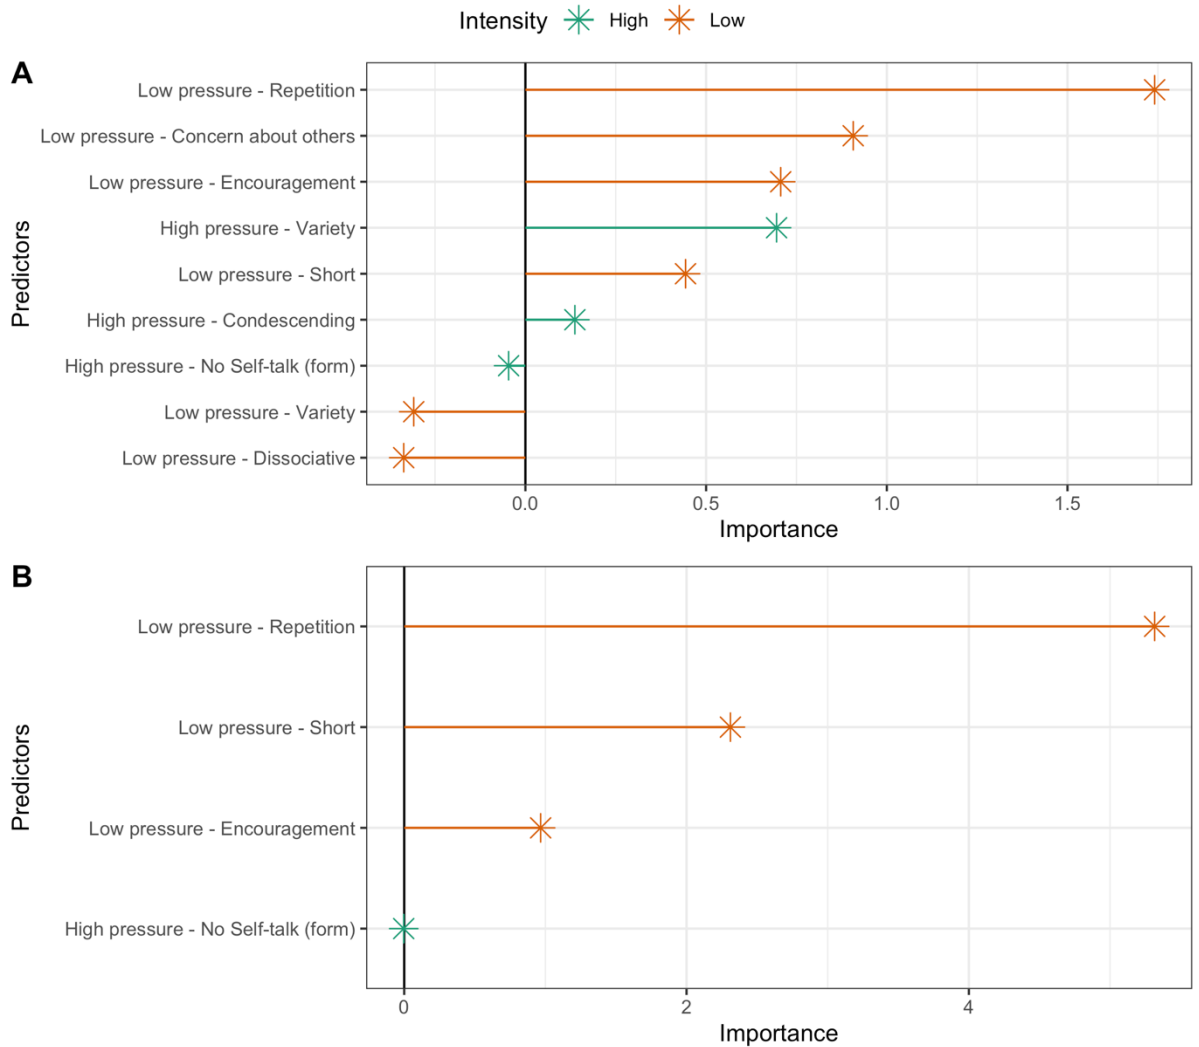 Intensity High Low
A
Predictors
Low pressure - Repetition
Low pressure - Concern about others
Low pressure - Encouragement
High pressure - Variety
Low pressure - Short
High pressure - Condescending
High pressure - No Self-talk (form)
Low pressure - Variety
Low pressure - Dissociative
0.0 0.5 1.0 1.5
Importance
B
Predictors
Low pressure - Repetition
Low pressure - Short
Low pressure - Encouragement
High pressure - No Self-talk (form)
0 2 4
Importance